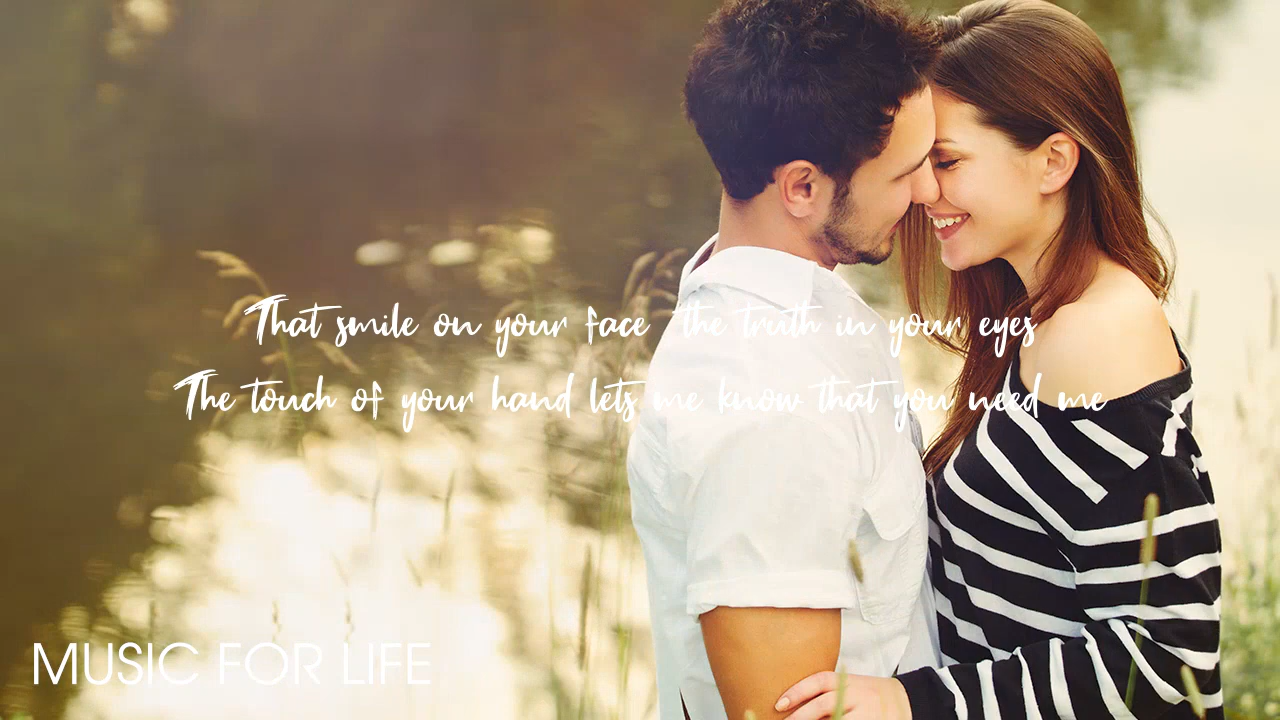 That smile on your face the truth in your eyes
The touch of your hand lets me know that you need me
MUSIC FOR LIFE